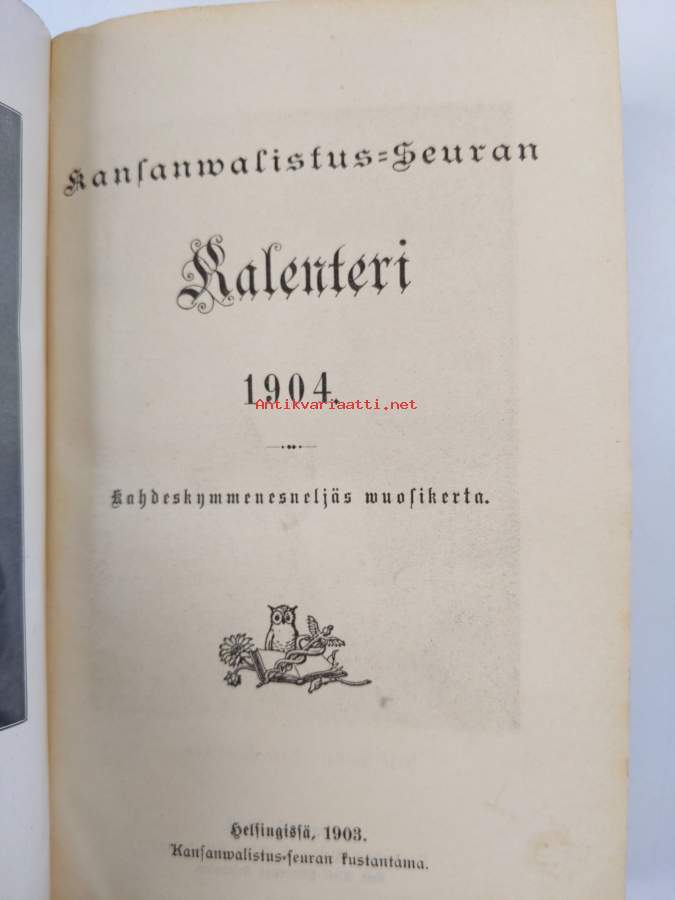 Kansanwalistus-Seuran
Kalenteri
1904.
Antikvariaatti.net
Kahdeskymmenesneljäs wuosikerta.
Helsingissä, 1903.
Kansanwalistus-seuran kustantama.